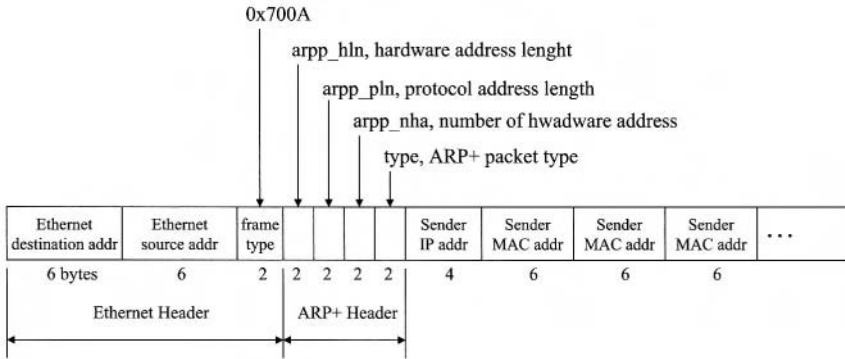 0x700A
arpp_hln, hardware address lenght
arpp_pln, protocol address length
arpp_nha, number of hwadware address
type, ARP+ packet type
Ethernet destination addr
Ethernet source addr
frame type
Sender IP addr
Sender MAC addr
Sender MAC addr
Sender MAC addr
...
6 bytes 6 2 2 2 2 2 4 6 6 6
Ethernet Header ARP+ Header